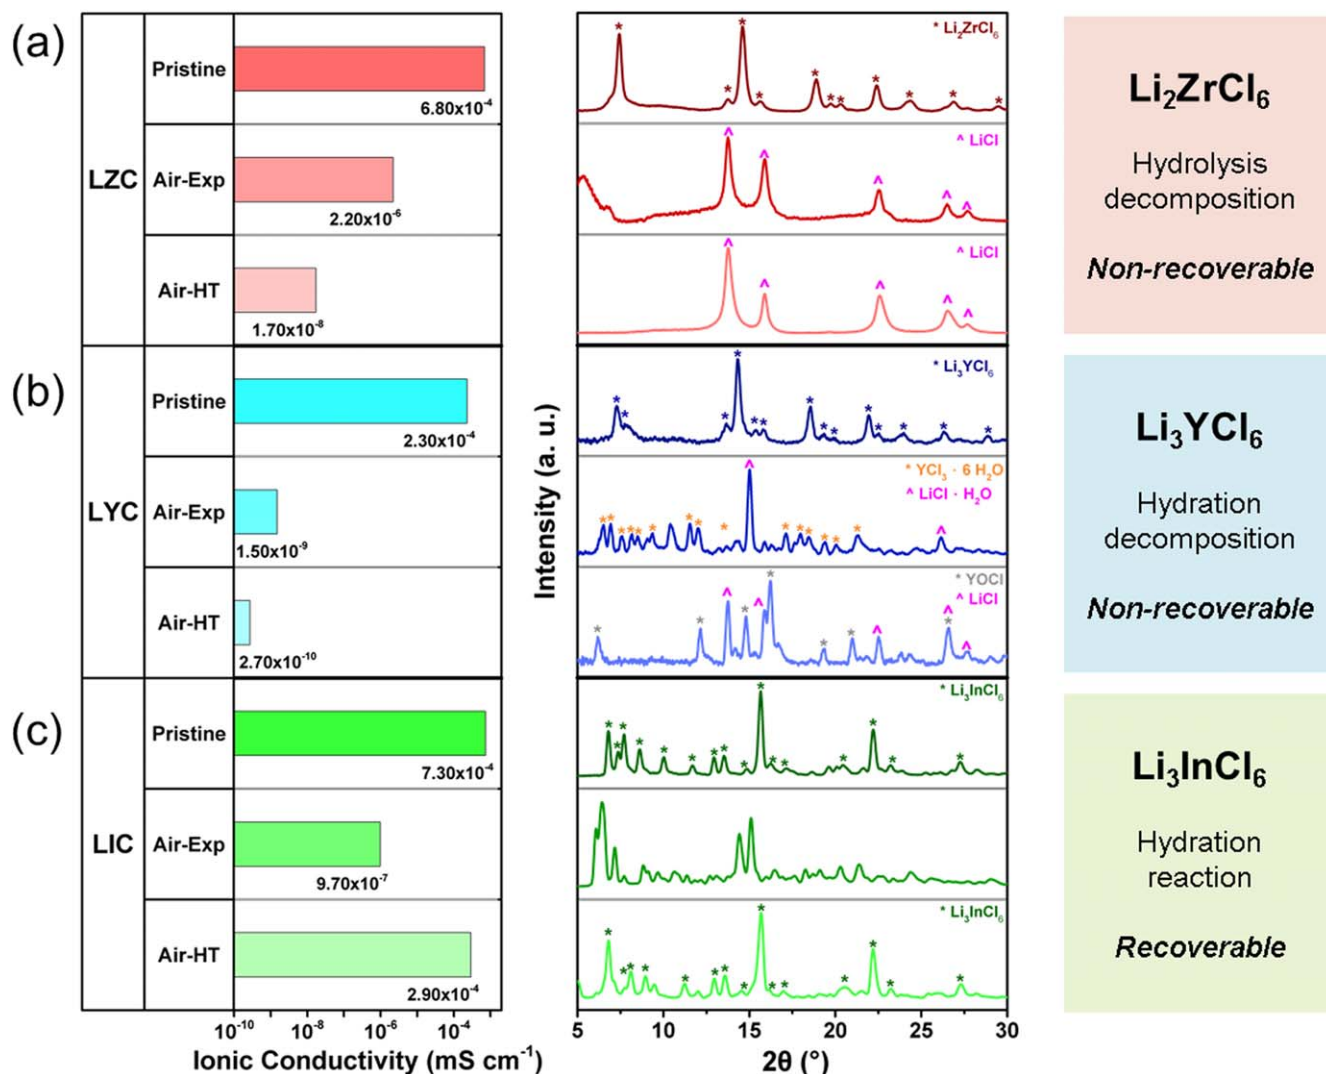 (a)
LZC
Pristine
6.80x10⁻⁴
Air-Exp
2.20x10⁻⁶
Air-HT
1.70x10⁻⁸
* Li₂ZrCl₆
^ LiCl
^ LiCl
Li₂ZrCl₆
Hydrolysis
decomposition
Non-recoverable
(b)
LYC
Pristine
2.30x10⁻⁴
Air-Exp
1.50x10⁻⁹
Air-HT
2.70x10⁻¹⁰
* Li₃YCl₆
* YCl₃ · 6 H₂O
^ LiCl · H₂O
* YOCl
^ LiCl
Li₃YCl₆
Hydration
decomposition
Non-recoverable
(c)
LIC
Pristine
7.30x10⁻⁴
Air-Exp
9.70x10⁻⁷
Air-HT
2.90x10⁻⁴
* Li₃InCl₆
* Li₃InCl₆
Li₃InCl₆
Hydration
reaction
Recoverable
10⁻¹⁰ 10⁻⁸ 10⁻⁶ 10⁻⁴
Ionic Conductivity (mS cm⁻¹)
Intensity (a. u.)
5 10 15 20 25 30
2θ (°)